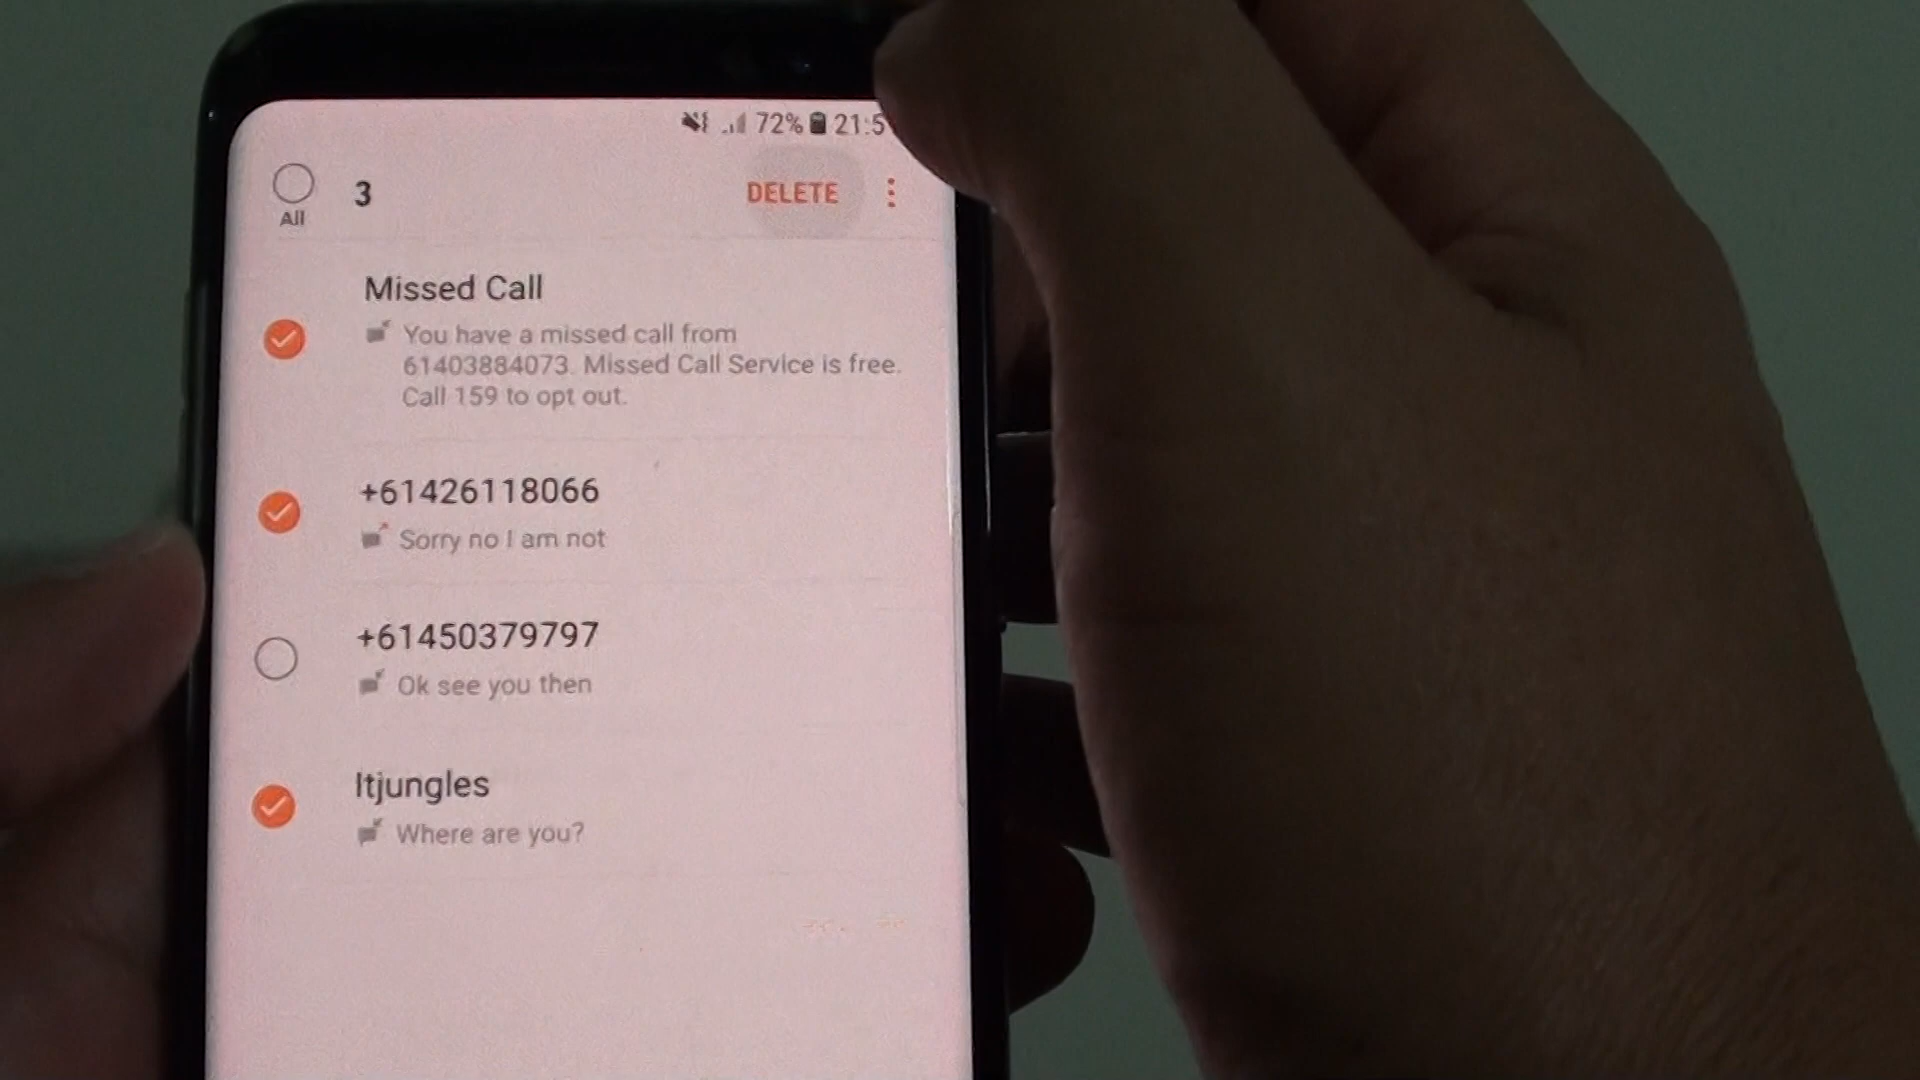 72% 21:5
All 3 DELETE
Missed Call
You have a missed call from
61403884073. Missed Call Service is free.
Call 159 to opt out.
+61426118066
Sorry no I am not
+61450379797
Ok see you then
Itjungles
Where are you?